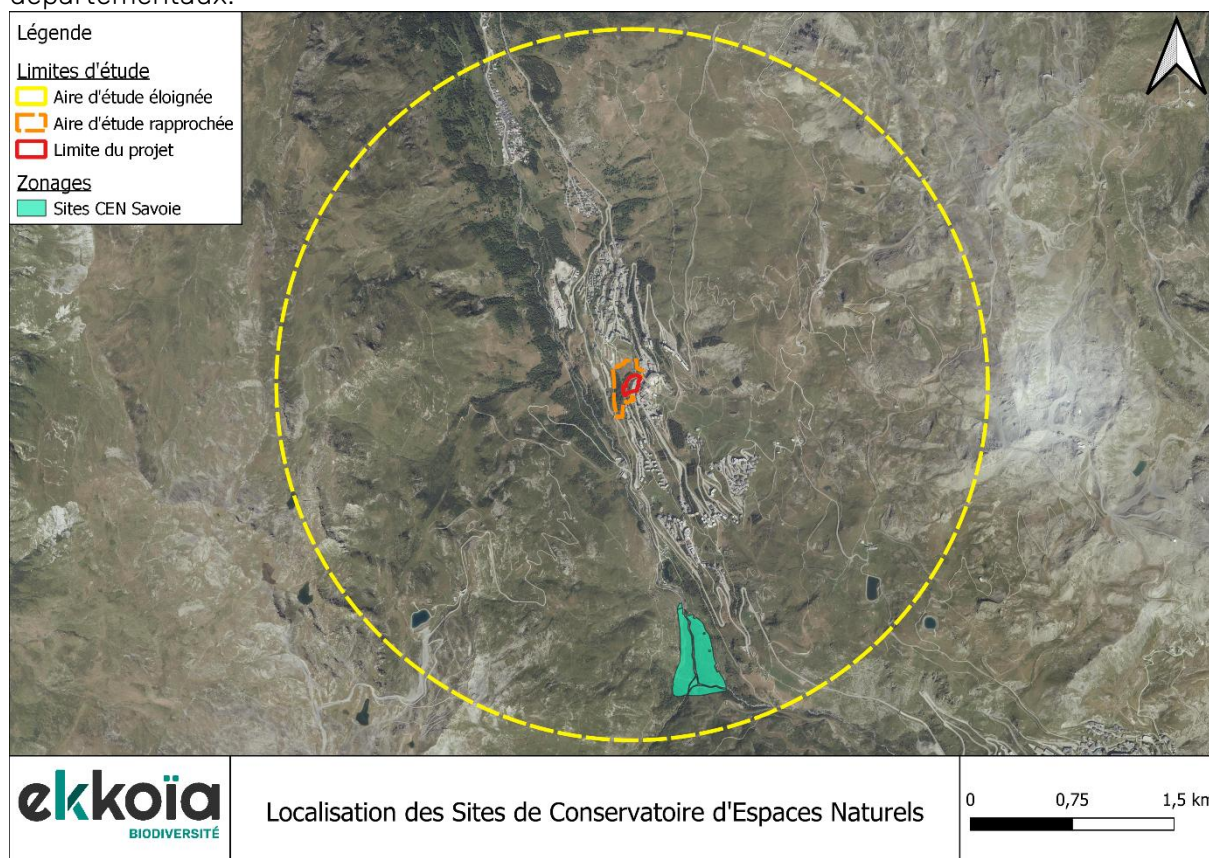 départementaux.
Légende
Limites d'étude
Aire d'étude éloignée
Aire d'étude rapprochée
Limite du projet
Zonages
Sites CEN Savoie
ekkoïa
BIODIVERSITÉ
Localisation des Sites de Conservatoire d'Espaces Naturels
0 0,75 1,5 km